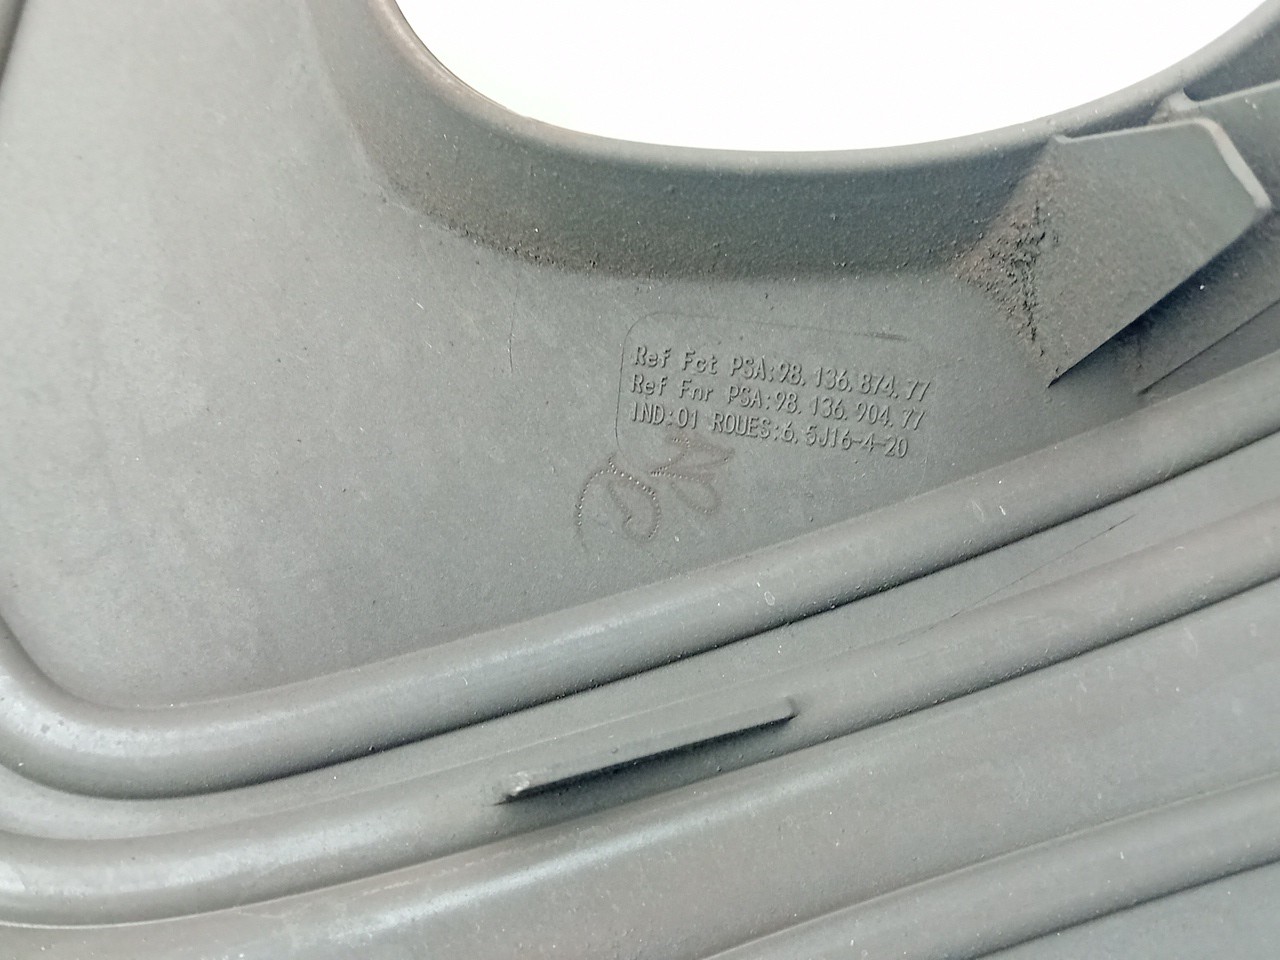 Ref Fct PSA:98.136.874.77
Ref Fnr PSA:98.136.904.77
IND:01 ROUES:6.5J16-4-20